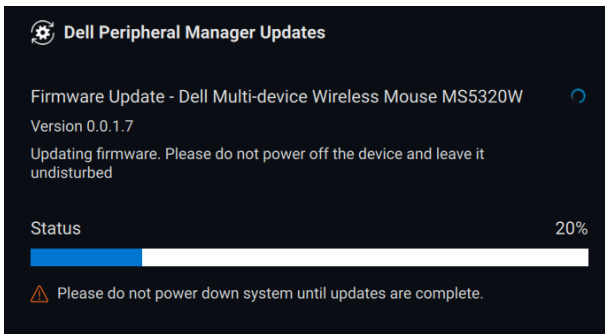 Dell Peripheral Manager Updates
Firmware Update - Dell Multi-device Wireless Mouse MS5320W
Version 0.0.1.7
Updating firmware. Please do not power off the device and leave it
undisturbed
Status 20%
Please do not power down system until updates are complete.